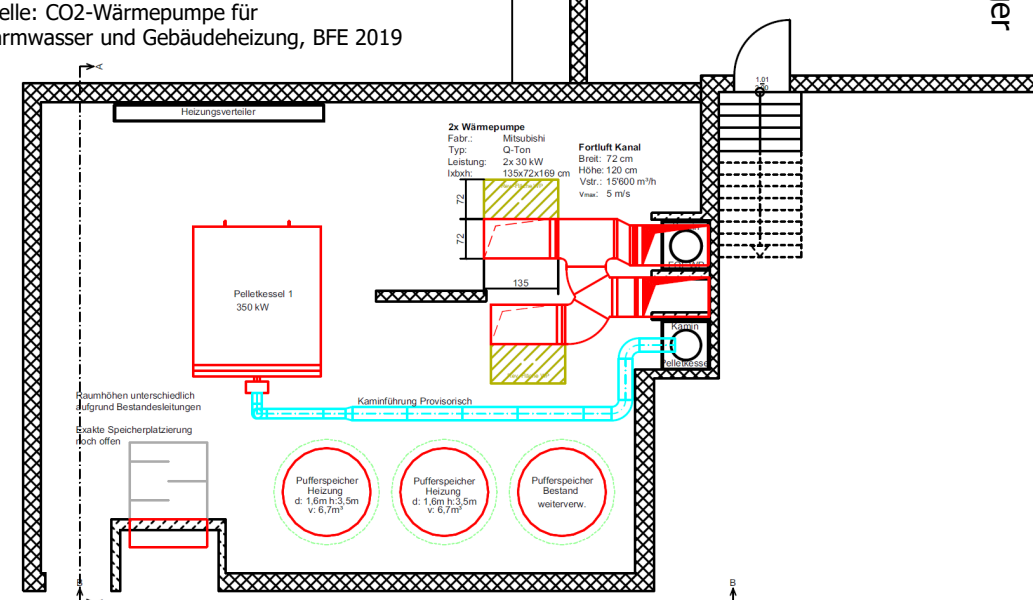 elle: CO2-Wärmepumpe für
armwasser und Gebäudeheizung, BFE 2019
er
A
1.01
Heizungsverteiler
2x Wärmepumpe
Fabr.: Mitsubishi
Typ: Q-Ton
Leistung: 2x 30 kW
lxbxh: 135x72x169 cm
Fortluft Kanal
Breit: 72 cm
Höhe: 120 cm
Vstr.: 15'600 m³/h
vmax: 5 m/s
72
72
135
Pelletkessel 1
350 kW
Kamin
Pelletkessel
Raumhöhen unterschiedlich
aufgrund Bestandesleitungen
Kaminführung Provisorisch
Exakte Speicherplatzierung
noch offen
Pufferspeicher
Heizung
d: 1,6m h:3,5m
v: 6,7m³
Pufferspeicher
Heizung
d: 1,6m h:3,5m
v: 6,7m³
Pufferspeicher
Bestand
weiterverw.
B
B